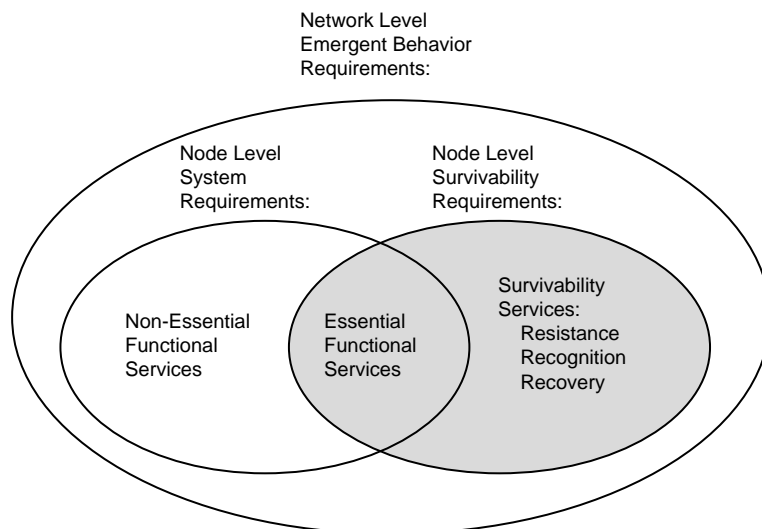 Network Level
Emergent Behavior
Requirements:
Node Level
System
Requirements:
Node Level
Survivability
Requirements:
Non-Essential
Functional
Services
Essential
Functional
Services
Survivability
Services:
Resistance
Recognition
Recovery